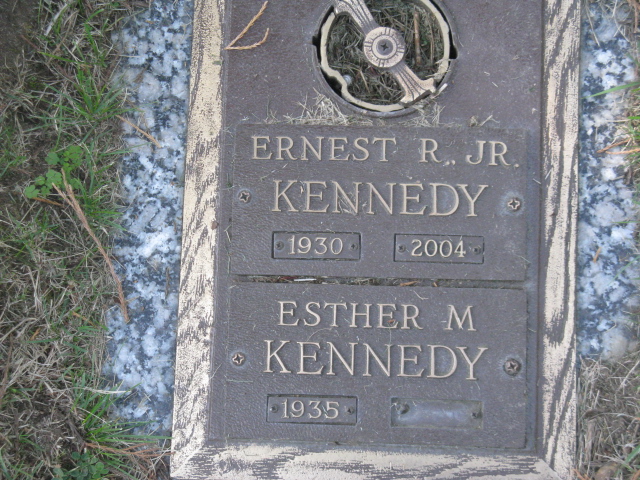 ERNEST R. JR.
KENNEDY
1930 2004
ESTHER M
KENNEDY
1935